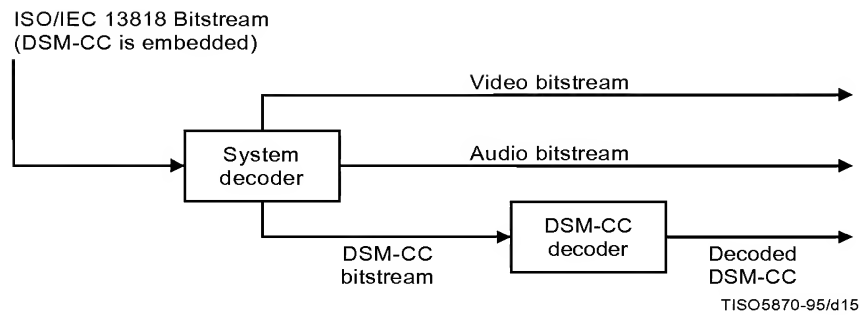 ISO/IEC 13818 Bitstream
(DSM-CC is embedded)
Video bitstream
System
decoder
Audio bitstream
DSM-CC
decoder
DSM-CC
bitstream
Decoded
DSM-CC
TISO5870-95/d15